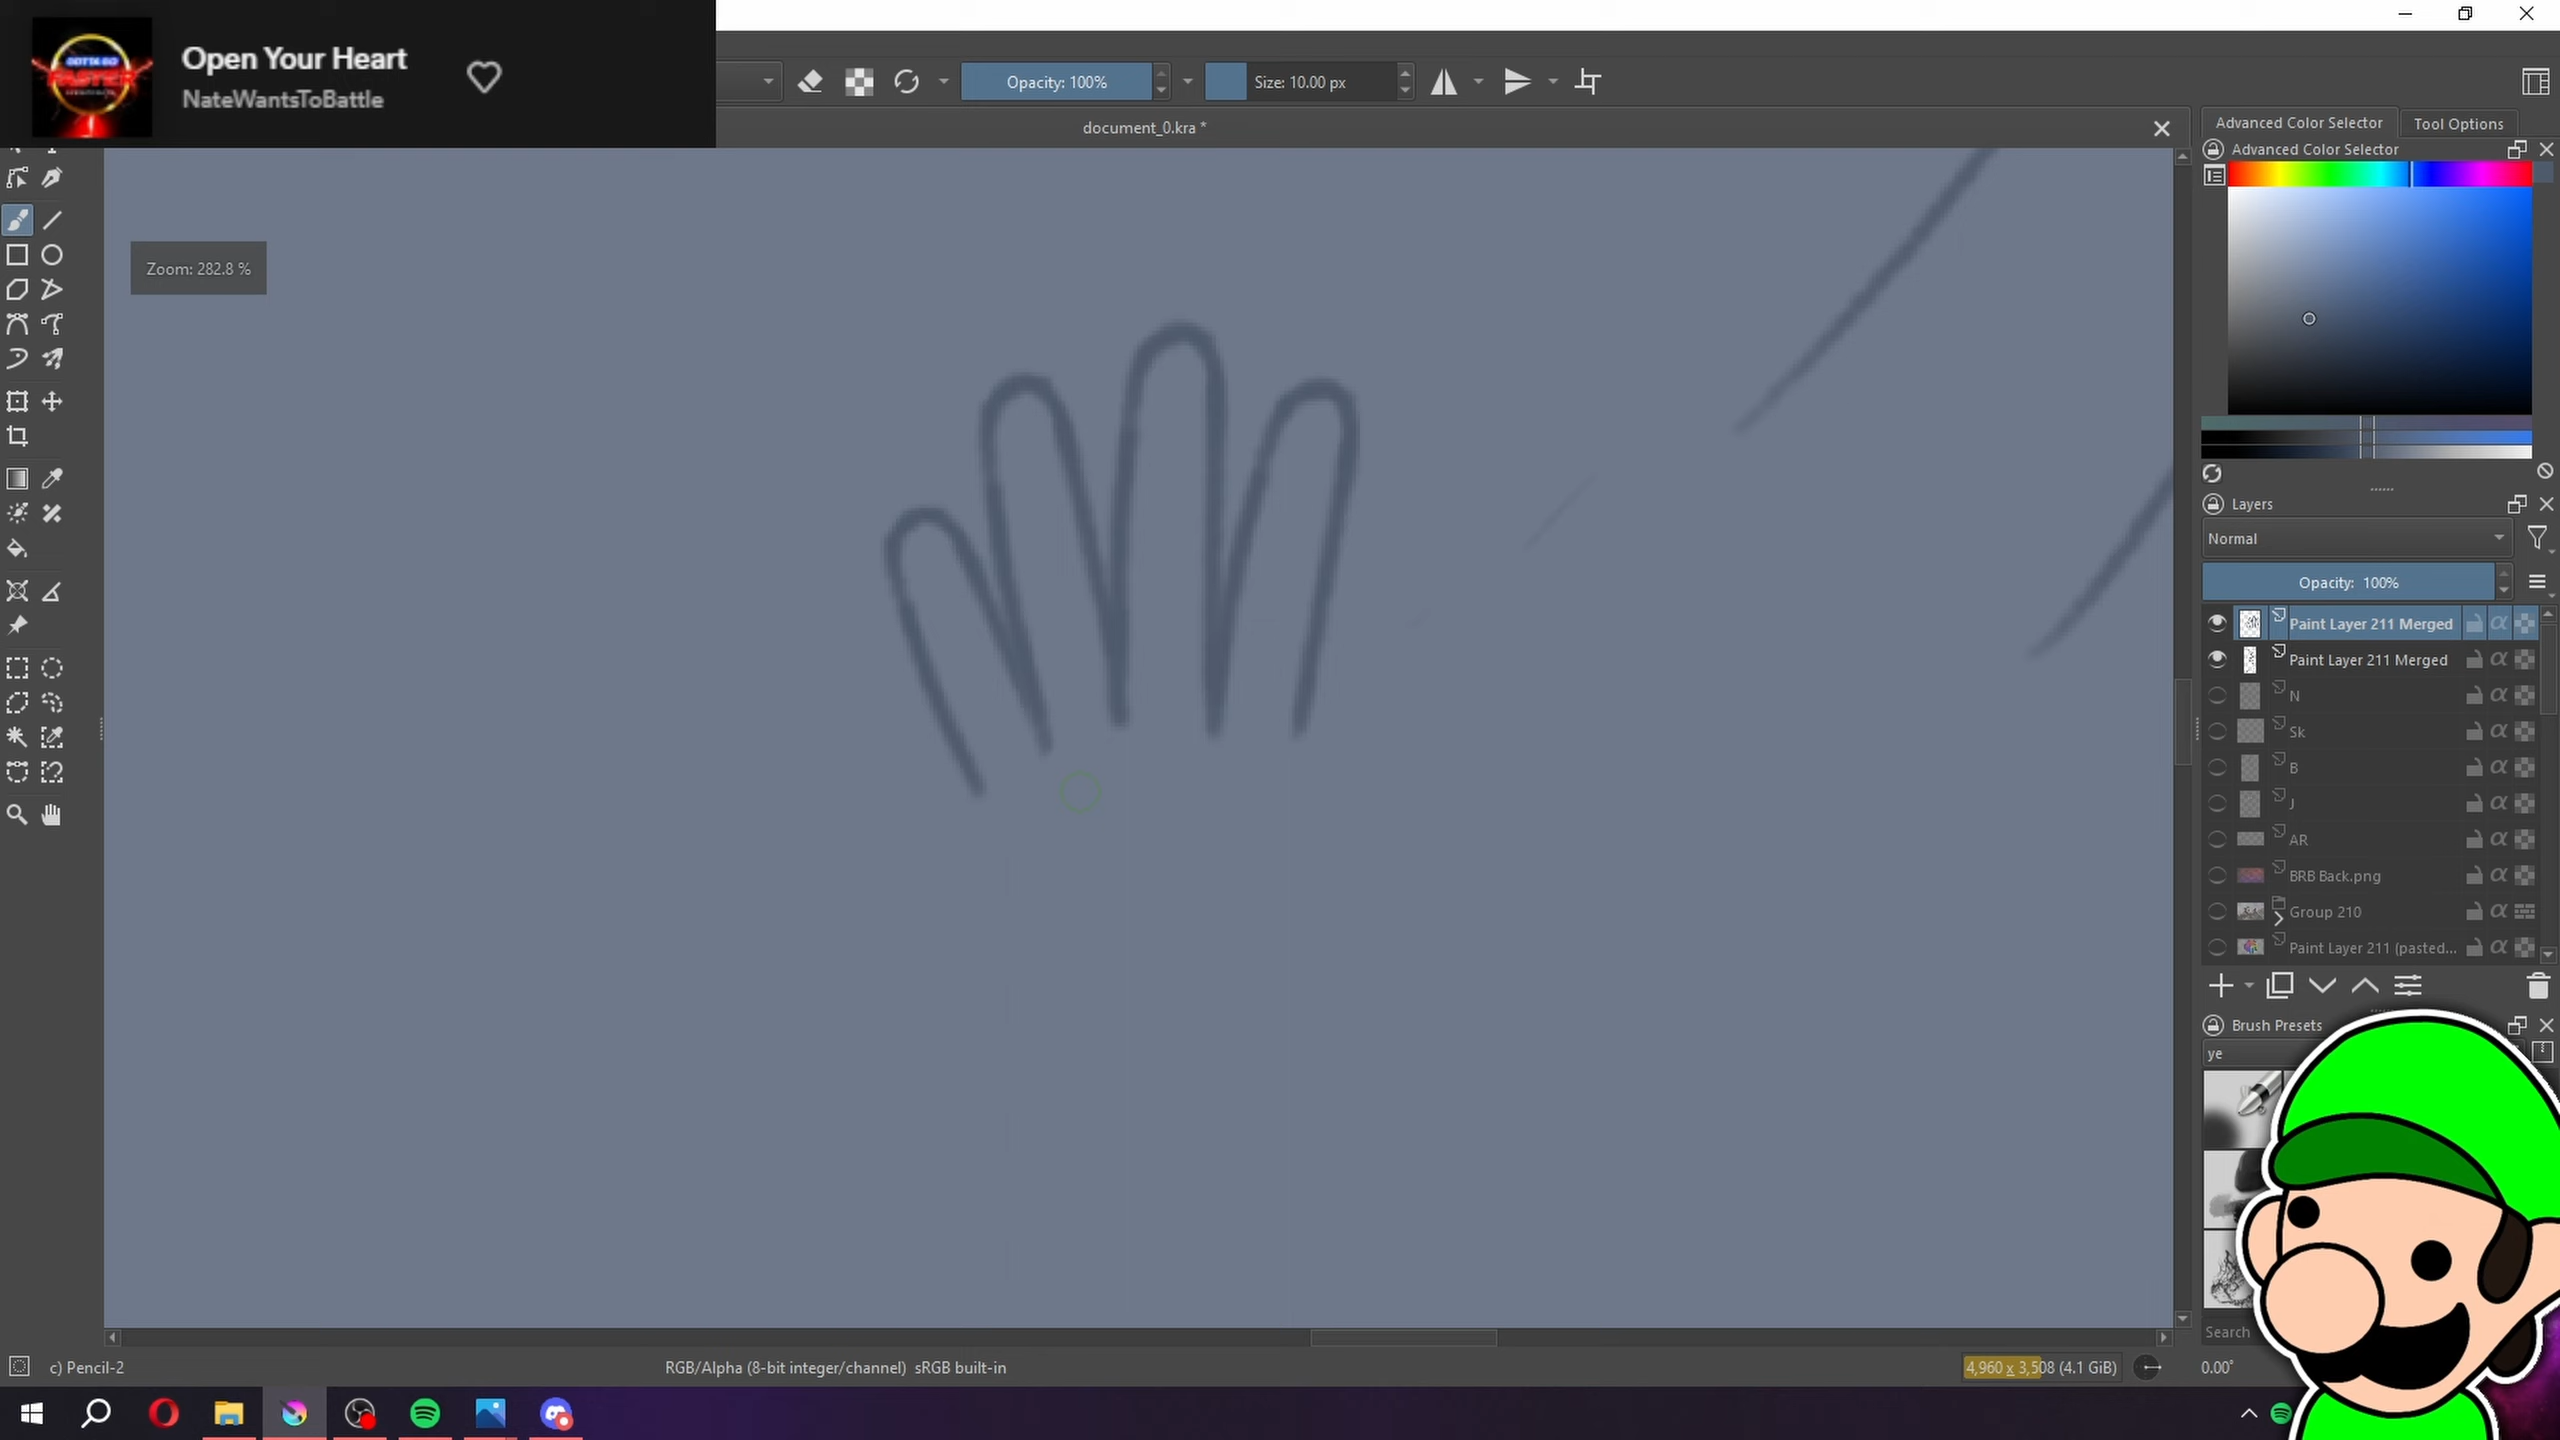 GOTTA GO
FASTER
Open Your Heart
NateWantsToBattle
Opacity: 100%
Size: 10.00 px
document_0.kra *
Zoom: 282.8 %
Advanced Color Selector
Tool Options
Advanced Color Selector
Layers
Normal
Opacity: 100%
Paint Layer 211 Merged
Paint Layer 211 Merged
N
Sk
B
J
AR
BRB Back.png
Group 210
Paint Layer 211 (pasted...
Brush Presets
ye
Search
c) Pencil-2
RGB/Alpha (8-bit integer/channel) sRGB built-in
4,960 x 3,508 (4.1 GiB)
0.00°